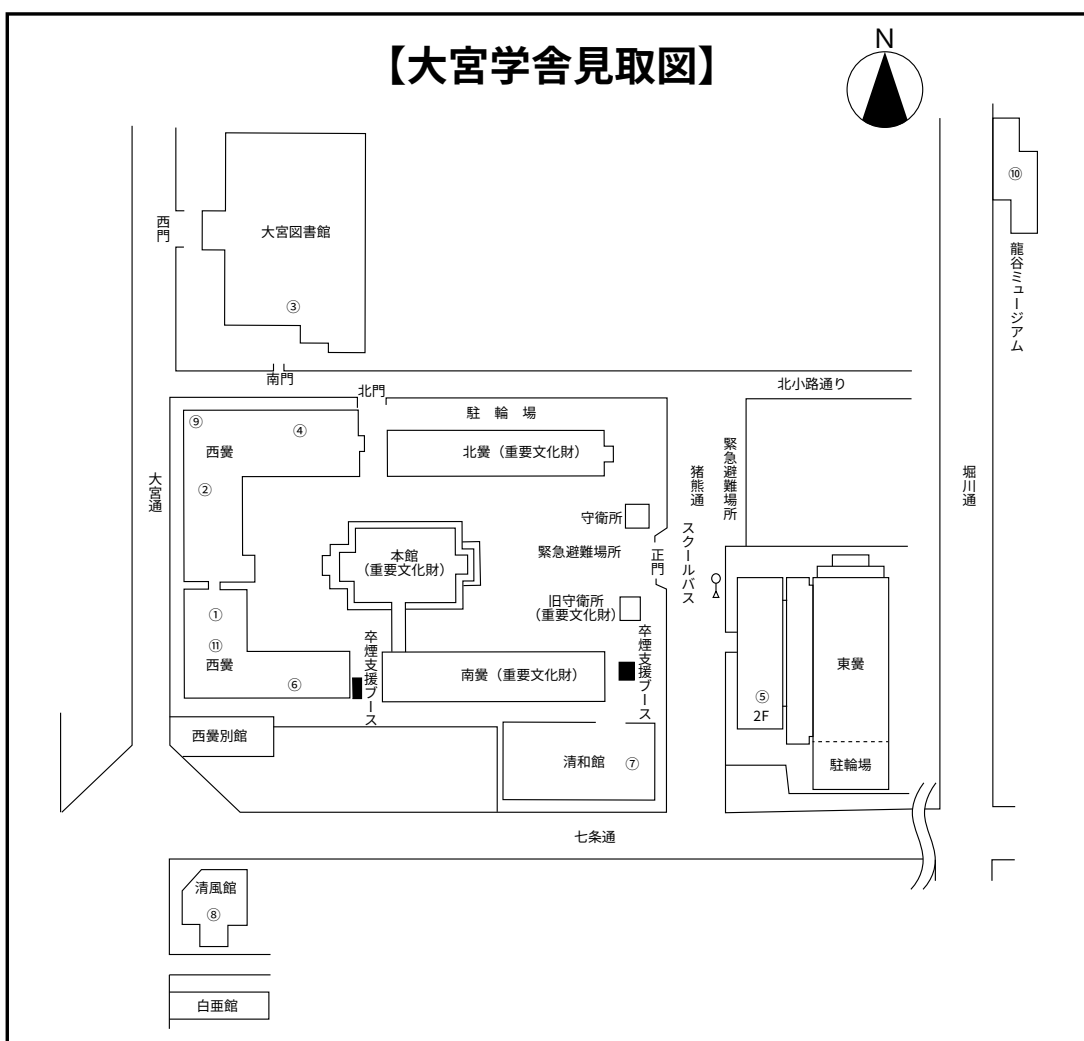 【大宮学舎見取図】
N
⑩
西門
大宮図書館
龍谷ミュージアム
③
南門
北小路通り
北門
駐輪場
⑨
④
西黌
北黌（重要文化財）
猪熊通
緊急避難場所
大宮通
②
堀川通
守衛所
スクールバス
本館
（重要文化財）
緊急避難場所
正門
①
旧守衛所
（重要文化財）
⑪
西黌
卒煙支援ブース
卒煙支援ブース
東黌
南黌（重要文化財）
⑥
⑤
2F
西黌別館
清和館
⑦
駐輪場
七条通
清風館
⑧
白亜館